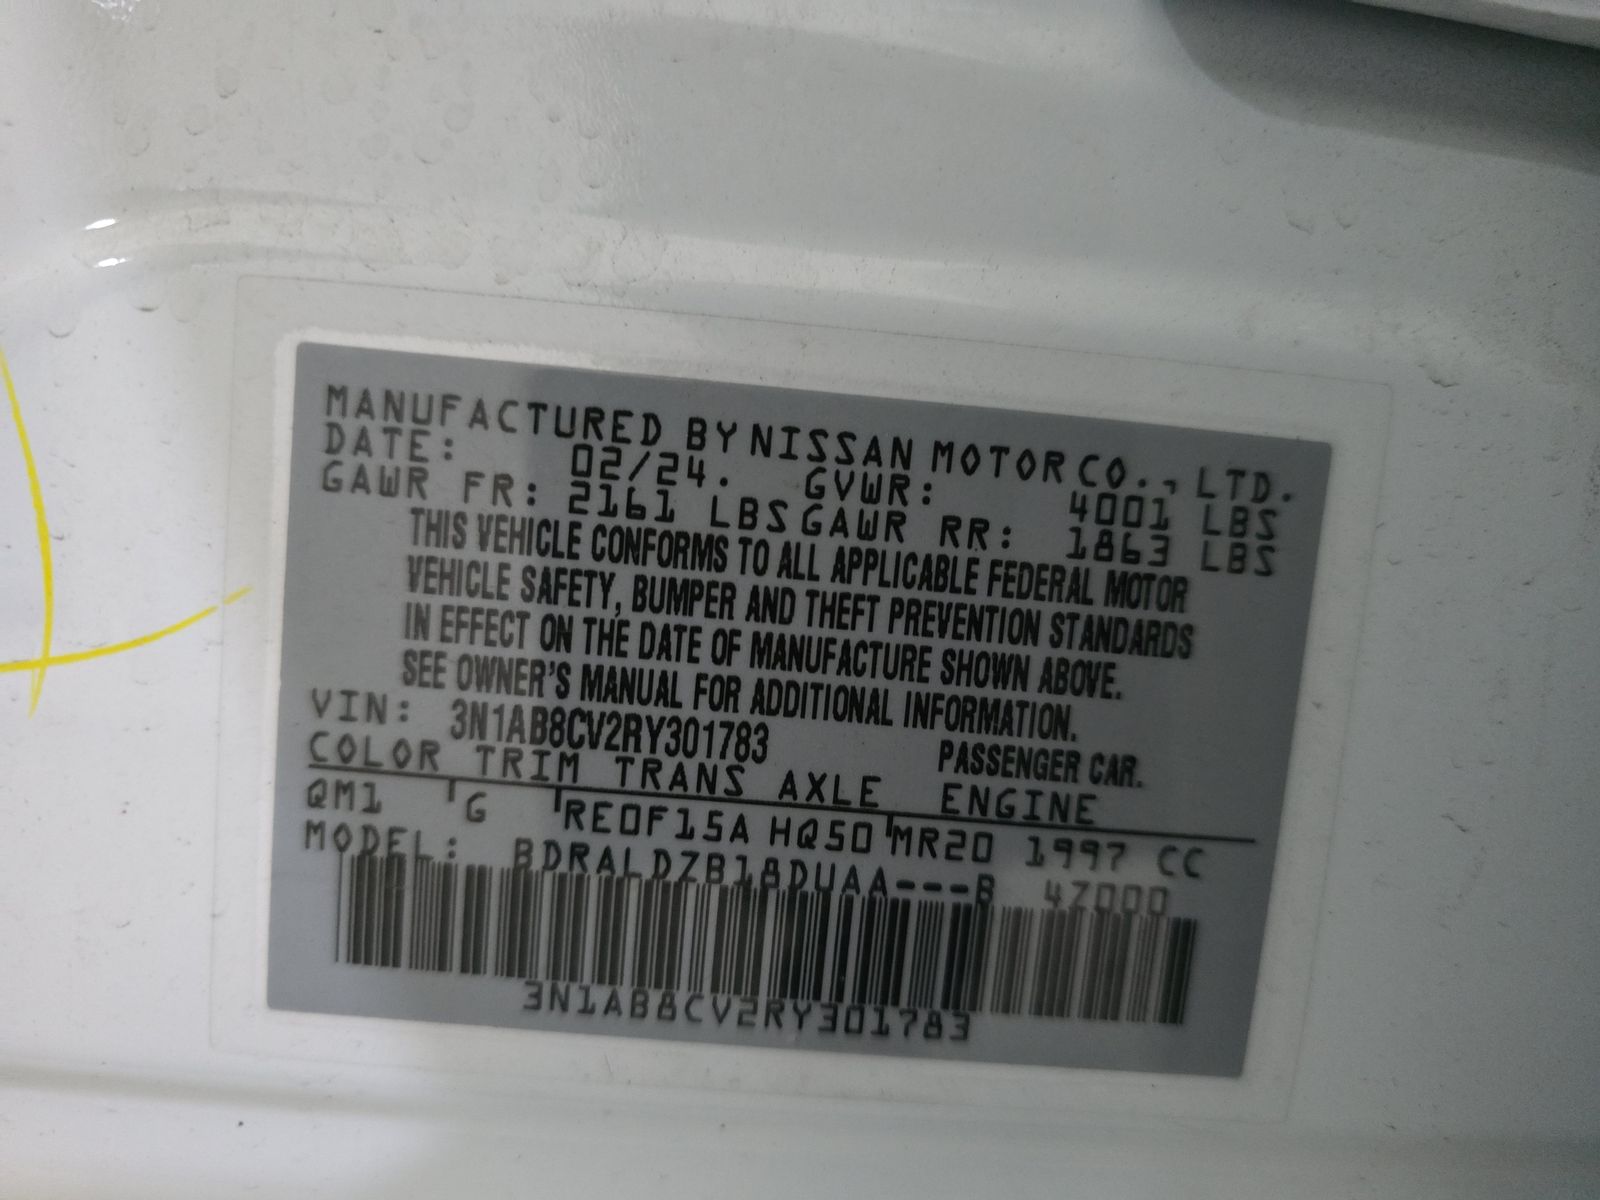 MANUFACTURED BY NISSAN MOTOR CO., LTD.
DATE: 02/24. GVWR: 4001 LBS
GAWR FR: 2161 LBS GAWR RR: 1863 LBS
THIS VEHICLE CONFORMS TO ALL APPLICABLE FEDERAL MOTOR
VEHICLE SAFETY, BUMPER AND THEFT PREVENTION STANDARDS
IN EFFECT ON THE DATE OF MANUFACTURE SHOWN ABOVE.
SEE OWNER'S MANUAL FOR ADDITIONAL INFORMATION.
VIN: 3N1AB8CV2RY301783 PASSENGER CAR.
COLOR TRIM TRANS AXLE ENGINE
QM1 G RE0F15A HQ50 MR20 1997 CC
MODEL: BDRALDZB18DUAA---B 4Z000
3N1AB8CV2RY301783